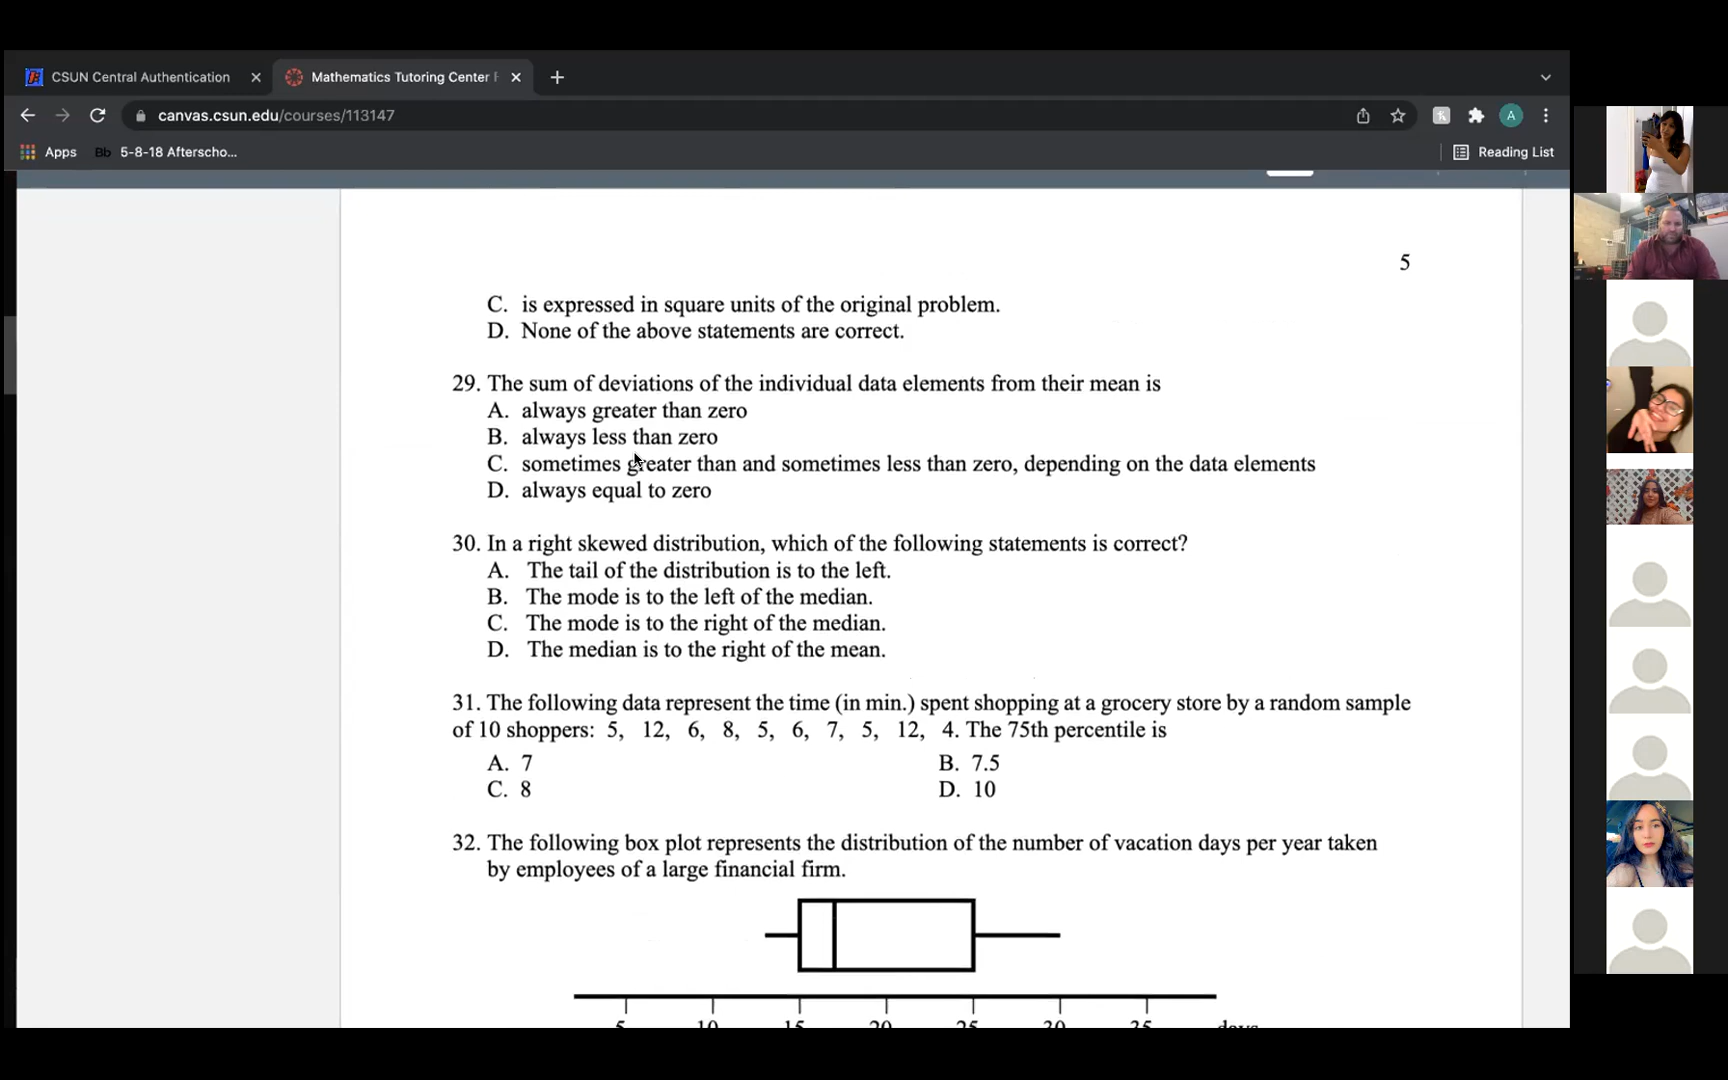 CSUN Central Authentication
Mathematics Tutoring Center
canvas.csun.edu/courses/113147
A
Apps
Bb 5-8-18 Afterscho...
Reading List
5
C. is expressed in square units of the original problem.
D. None of the above statements are correct.
29. The sum of deviations of the individual data elements from their mean is
A. always greater than zero
B. always less than zero
C. sometimes greater than and sometimes less than zero, depending on the data elements
D. always equal to zero
30. In a right skewed distribution, which of the following statements is correct?
A. The tail of the distribution is to the left.
B. The mode is to the left of the median.
C. The mode is to the right of the median.
D. The median is to the right of the mean.
31. The following data represent the time (in min.) spent shopping at a grocery store by a random sample
of 10 shoppers: 5, 12, 6, 8, 5, 6, 7, 5, 12, 4. The 75th percentile is
A. 7 B. 7.5
C. 8 D. 10
32. The following box plot represents the distribution of the number of vacation days per year taken
by employees of a large financial firm.
5 10 15 20 25 30 35 days